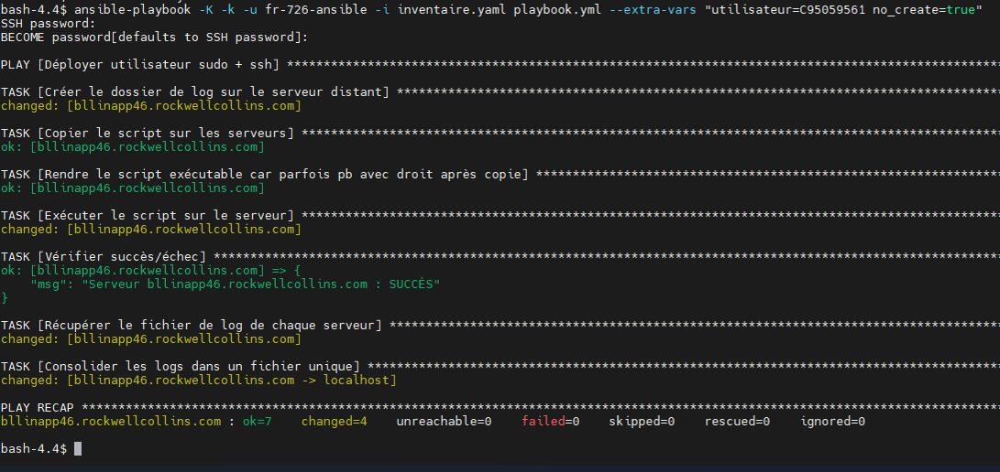 bash-4.4$ ansible-playbook -K -k -u fr-726-ansible -i inventaire.yaml playbook.yml --extra-vars "utilisateur=C95059561 no_create=true"
SSH password:
BECOME password[defaults to SSH password]:
PLAY [Déployer utilisateur sudo + ssh] *************************************************************************************************
TASK [Créer le dossier de log sur le serveur distant] **********************************************************************************
changed: [bllinapp46.rockwellcollins.com]
TASK [Copier le script sur les serveurs] ***********************************************************************************************
ok: [bllinapp46.rockwellcollins.com]
TASK [Rendre le script exécutable car parfois pb avec droit après copie] ***************************************************************
ok: [bllinapp46.rockwellcollins.com]
TASK [Exécuter le script sur le serveur] ***********************************************************************************************
changed: [bllinapp46.rockwellcollins.com]
TASK [Vérifier succès/échec] ***********************************************************************************************************
ok: [bllinapp46.rockwellcollins.com] => {
    "msg": "Serveur bllinapp46.rockwellcollins.com : SUCCÈS"
}
TASK [Récupérer le fichier de log de chaque serveur] ***********************************************************************************
changed: [bllinapp46.rockwellcollins.com]
TASK [Consolider les logs dans un fichier unique] **************************************************************************************
changed: [bllinapp46.rockwellcollins.com -> localhost]
PLAY RECAP *****************************************************************************************************************************
bllinapp46.rockwellcollins.com : ok=7    changed=4    unreachable=0    failed=0    skipped=0    rescued=0    ignored=0
bash-4.4$